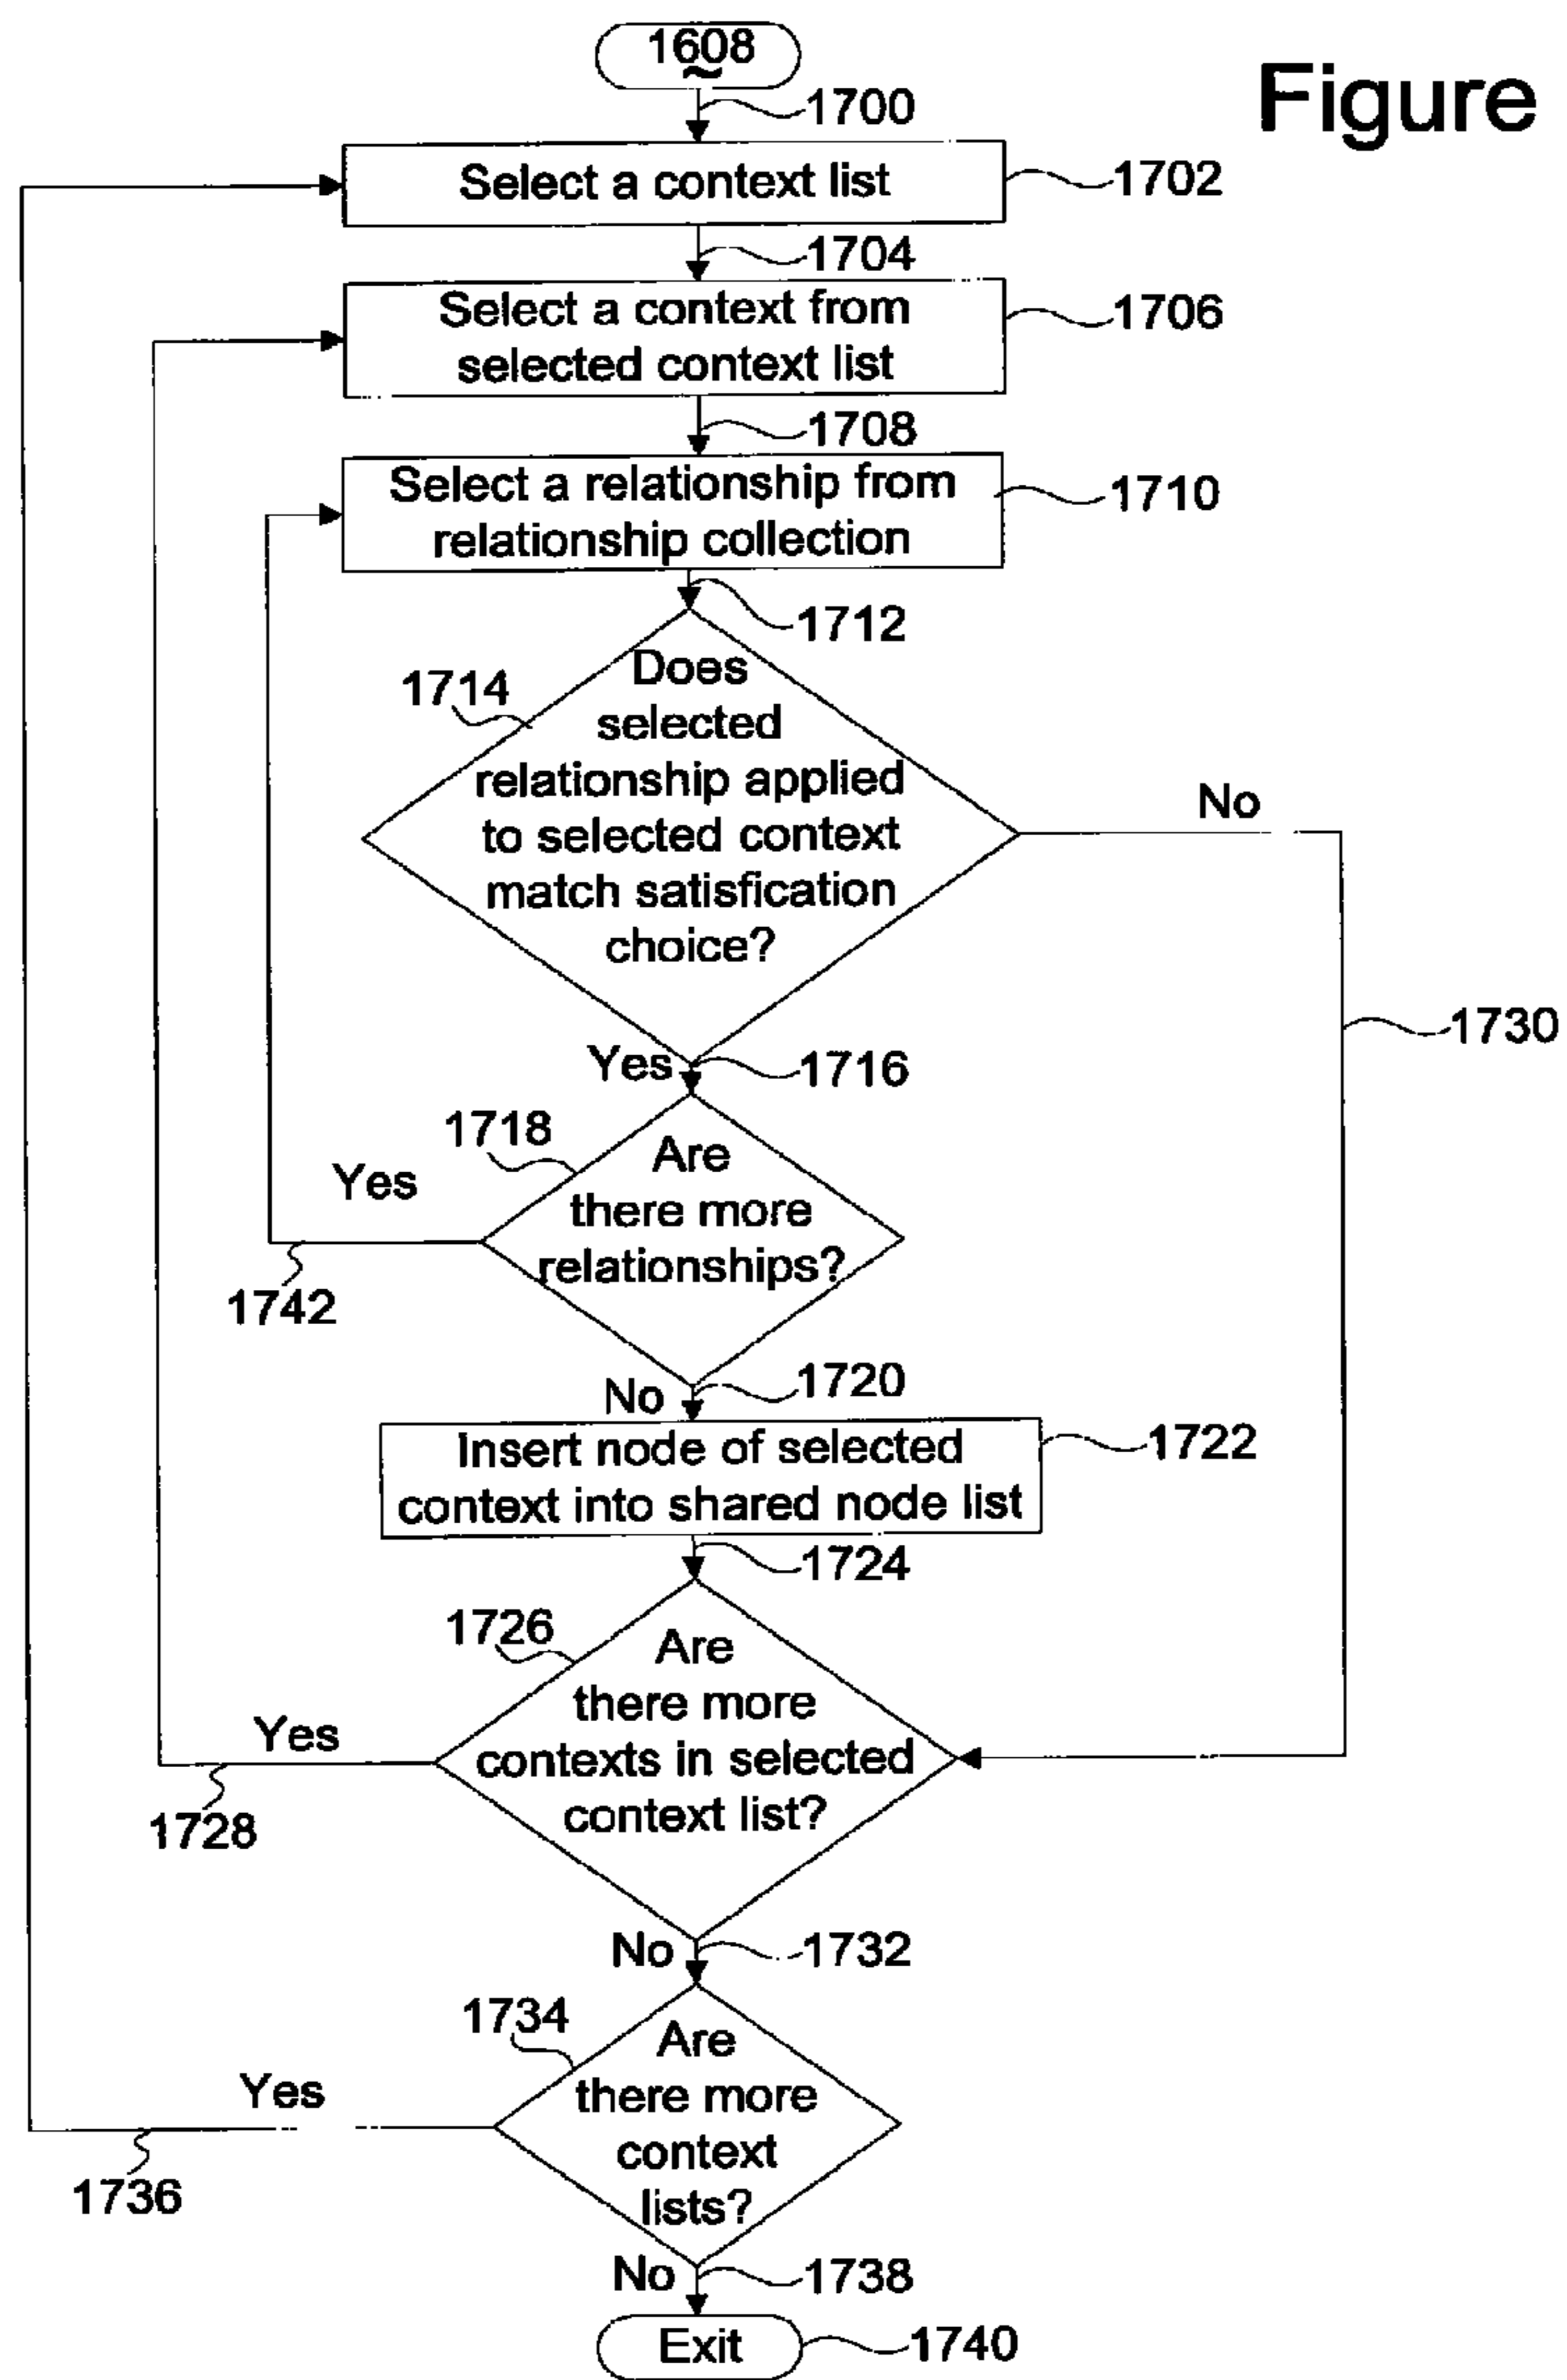 1608
Figure
1700
Select a context list
1702
1704
Select a context from
selected context list
1706
1708
Select a relationship from
relationship collection
1710
1712
1714
Does
selected
relationship applied
to selected context
match satisfication
choice?
No
1730
Yes
1716
1718
Are
there more
relationships?
Yes
1742
No
1720
Insert node of selected
context into shared node list
1722
1724
1726
Are
there more
contexts in selected
context list?
Yes
1728
No
1732
1734
Are
there more
context
lists?
Yes
1736
No
1738
Exit
1740